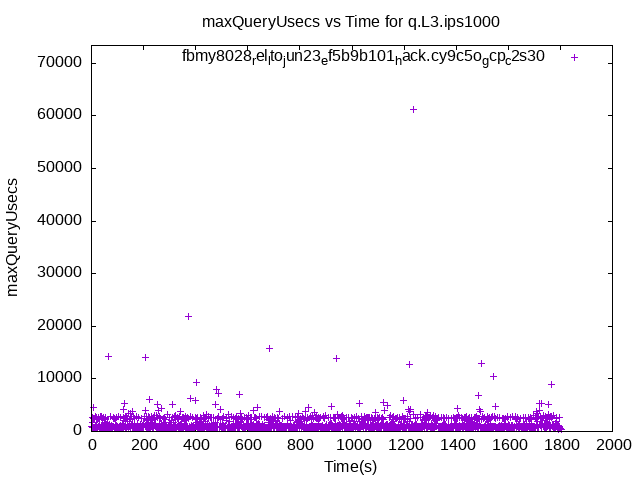 maxQueryUsecs vs Time for q.L3.ips1000
fbmy8028relltojun23ef5b9b101hack.cy9c5ogcpc2s30
70000
60000
50000
40000
30000
20000
10000
0
maxQueryUsecs
0 200 400 600 800 1000 1200 1400 1600 1800 2000
Time(s)